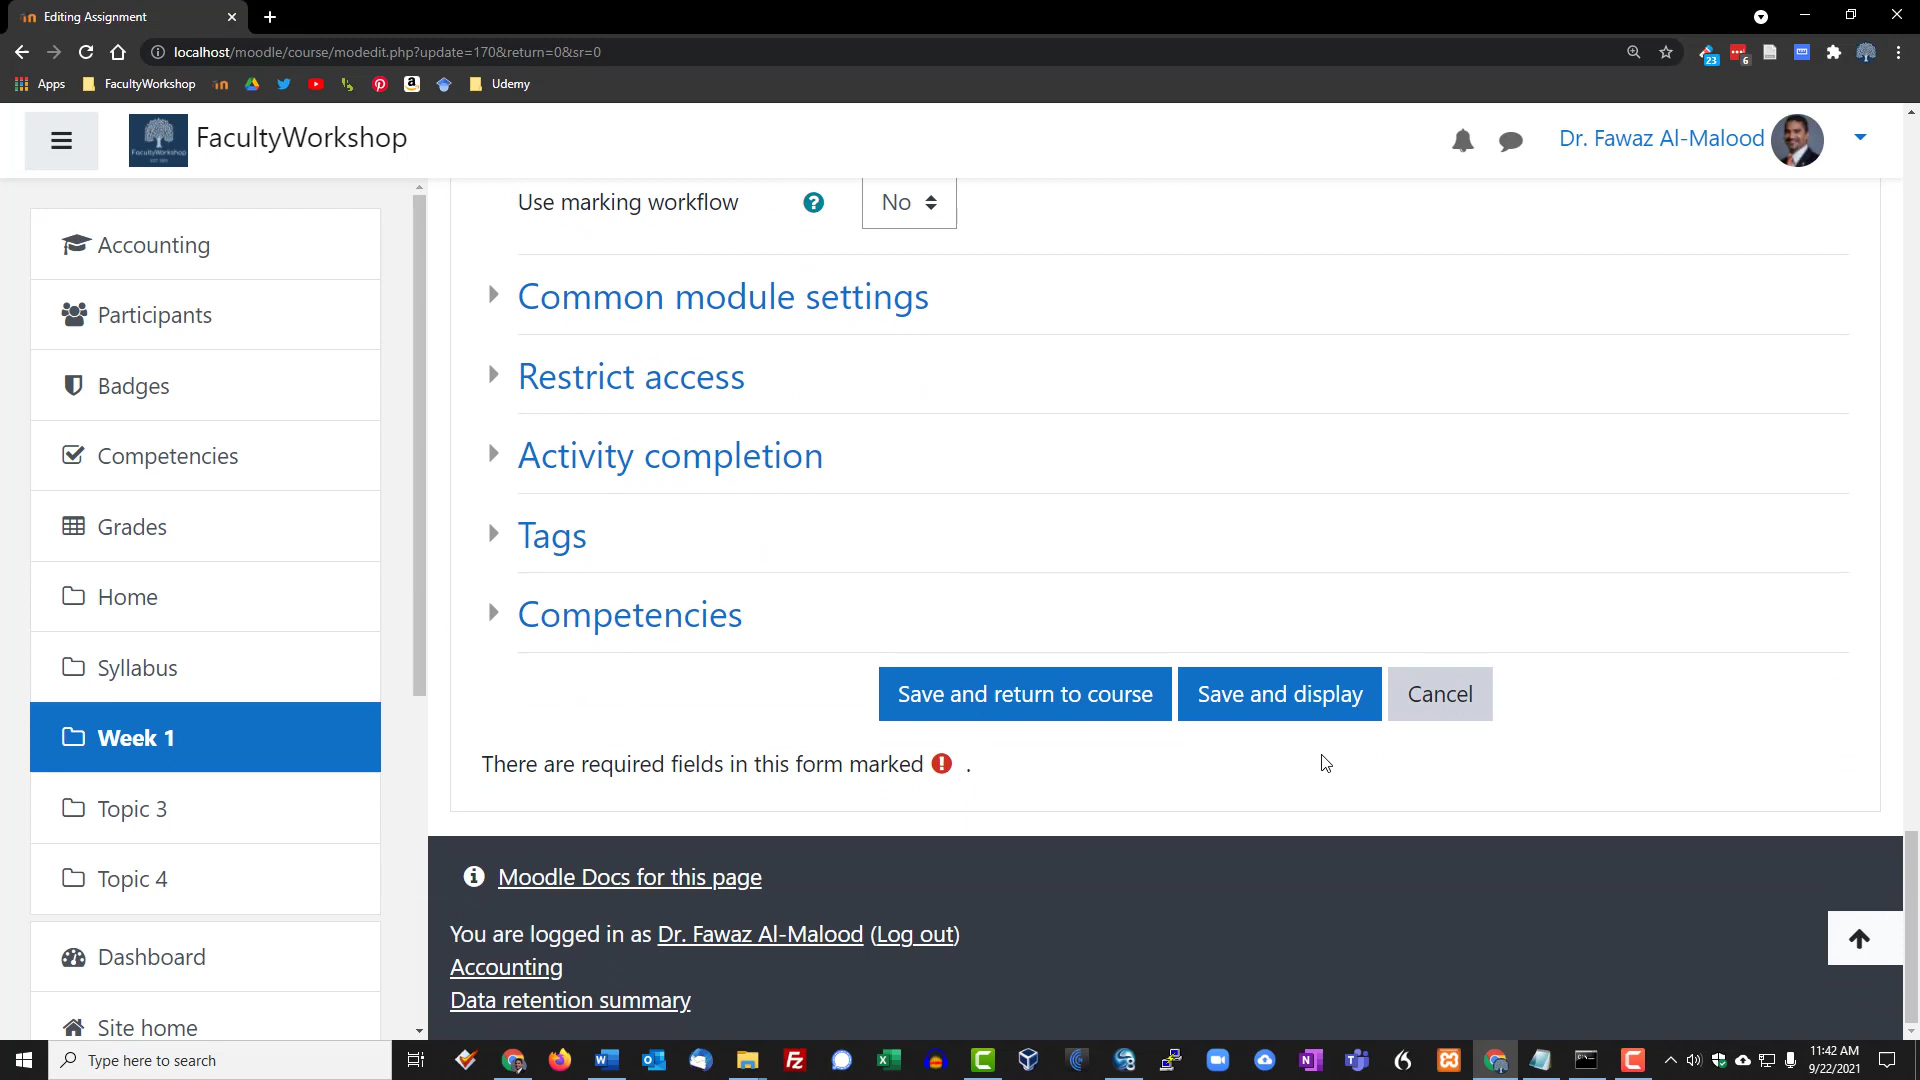 Editing Assignment
localhost/moodle/course/modedit.php?update=170&return=0&sr=0
23
6
Apps
FacultyWorkshop
Udemy
FacultyWorkshop
FacultyWorkshop
Dr. Fawaz Al-Malood
Accounting
Participants
Badges
Competencies
Grades
Home
Syllabus
Week 1
Topic 3
Topic 4
Dashboard
Site home
Use marking workflow
No
Common module settings
Restrict access
Activity completion
Tags
Competencies
Save and return to course
Save and display
Cancel
There are required fields in this form marked .
Moodle Docs for this page
You are logged in as Dr. Fawaz Al-Malood (Log out)
Accounting
Data retention summary
Type here to search
11:42 AM
9/22/2021